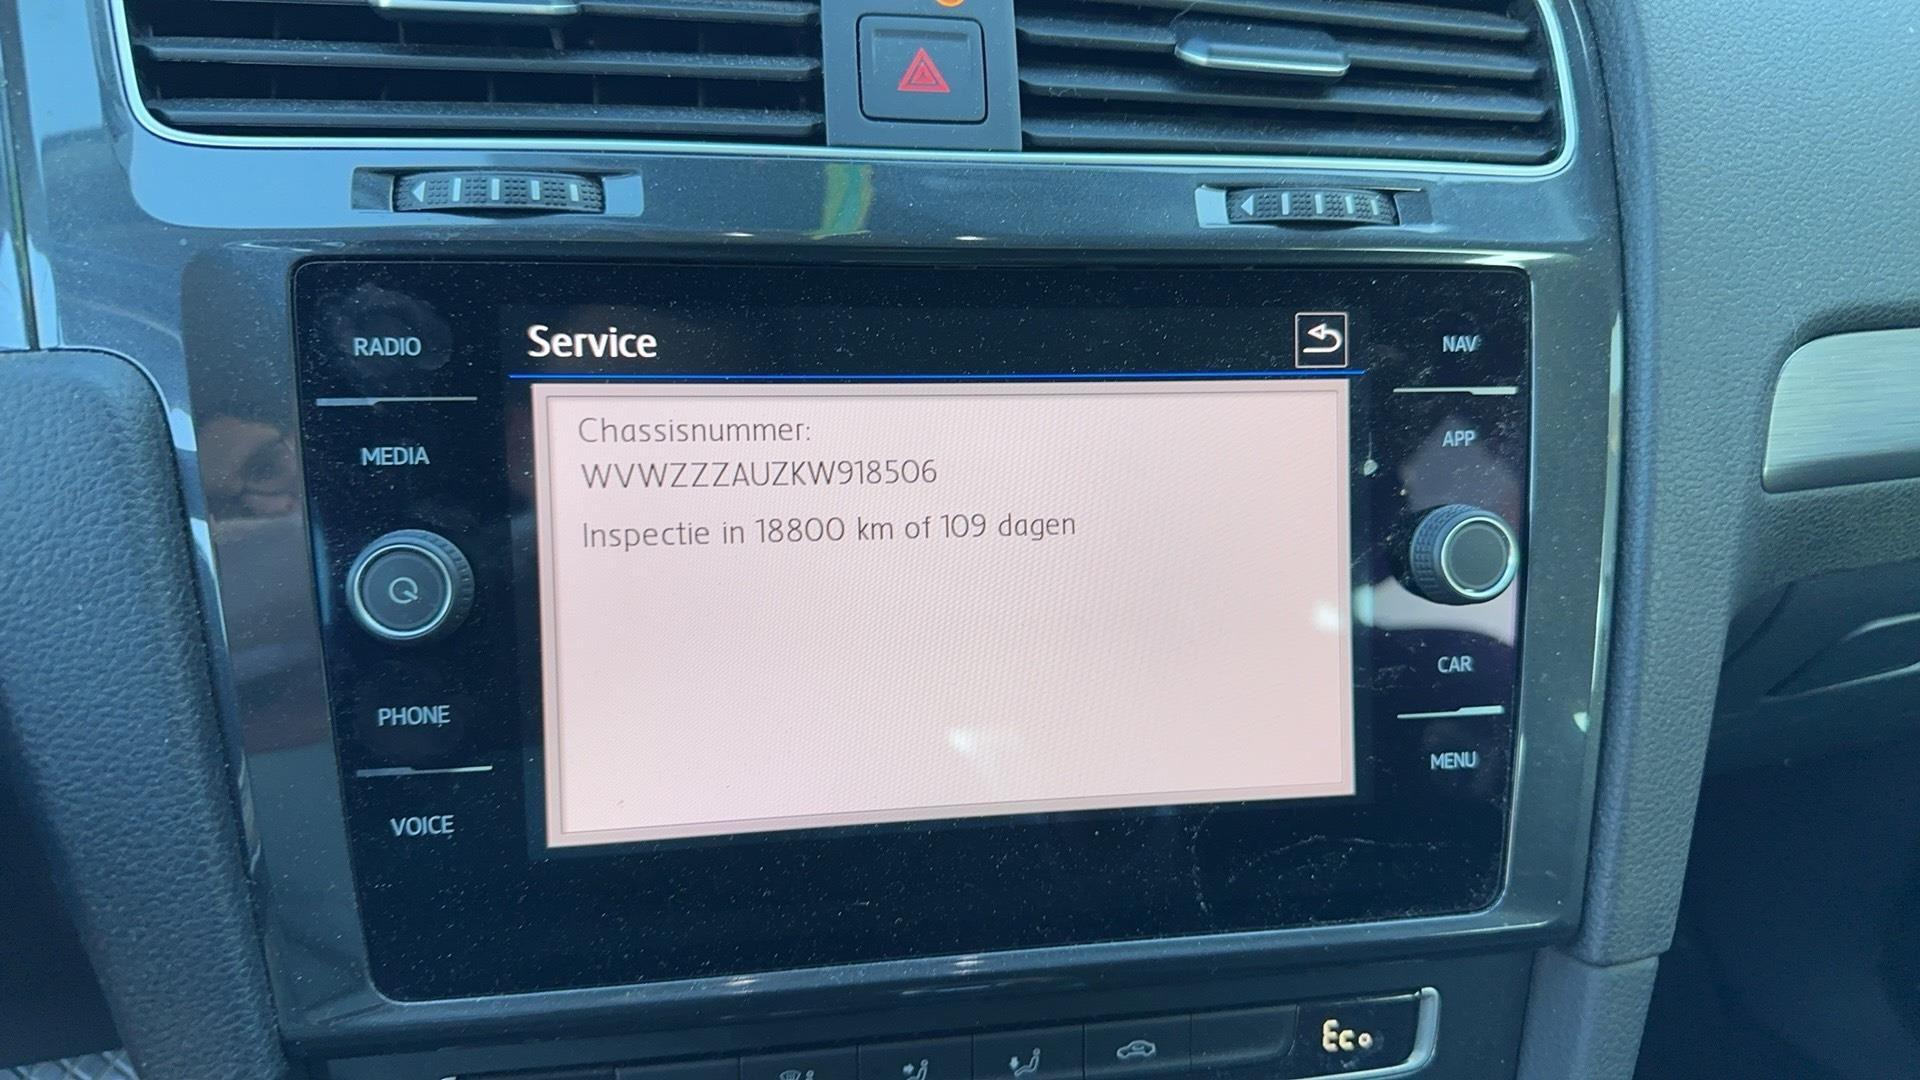 Service
RADIO
MEDIA
PHONE
VOICE
Chassisnummer:
WVWZZZAUZKW918506
Inspectie in 18800 km of 109 dagen
NAV
APP
CAR
MENU
Eco